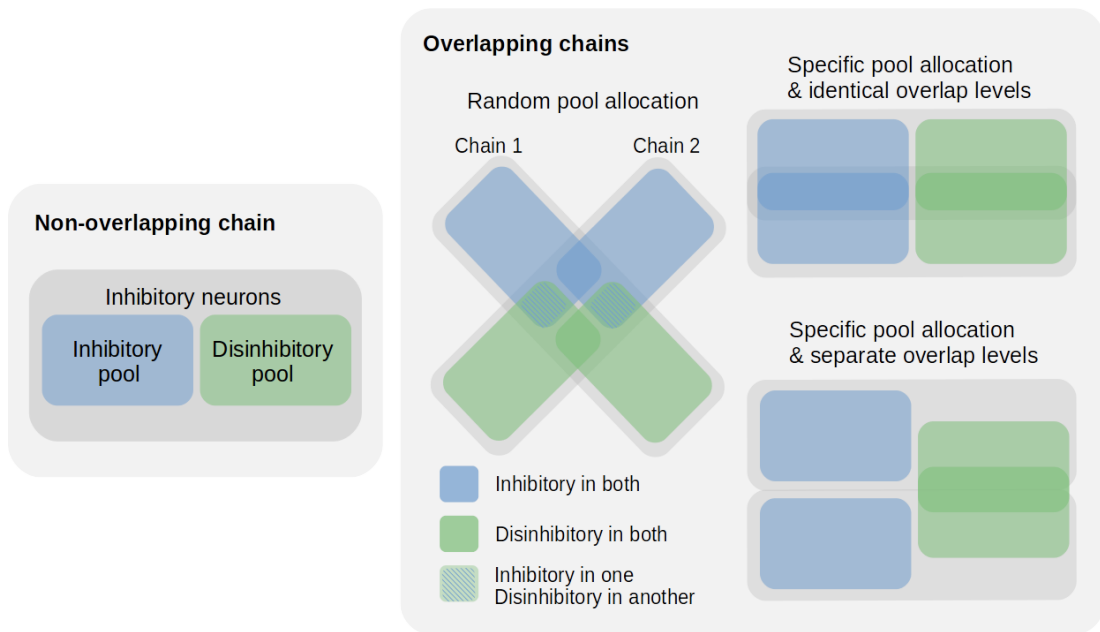 Non-overlapping chain
Inhibitory neurons
Inhibitory
pool
Disinhibitory
pool
Overlapping chains
Random pool allocation
Chain 1
Chain 2
Inhibitory in both
Disinhibitory in both
Inhibitory in one
Disinhibitory in another
Specific pool allocation
& identical overlap levels
Specific pool allocation
& separate overlap levels